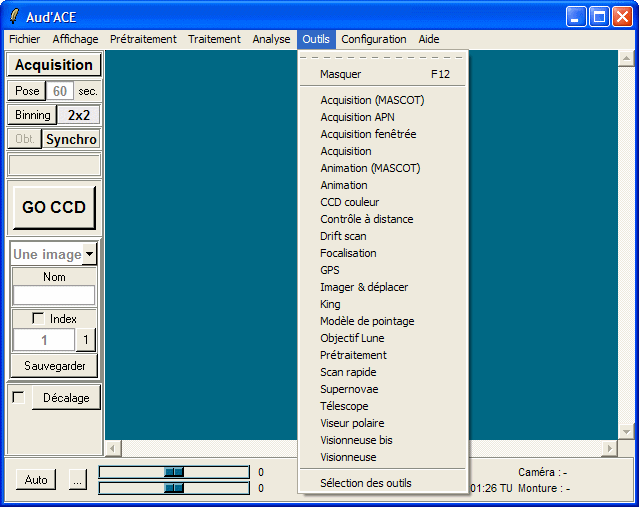 Aud'ACE
Fichier Affichage Prétraitement Traitement Analyse Outils Configuration Aide
Acquisition
Pose 60 sec.
Binning 2x2
Obt. Synchro
GO CCD
Une image
Nom
Index
1 1
Sauvegarder
Décalage
Masquer F12
Acquisition (MASCOT)
Acquisition APN
Acquisition fenêtrée
Acquisition
Animation (MASCOT)
Animation
CCD couleur
Contrôle à distance
Drift scan
Focalisation
GPS
Imager & déplacer
King
Modèle de pointage
Objectif Lune
Prétraitement
Scan rapide
Supernovae
Télescope
Viseur polaire
Visionneuse bis
Visionneuse
Sélection des outils
Auto ... 0 Caméra : -
0 01:26 TU Monture : -